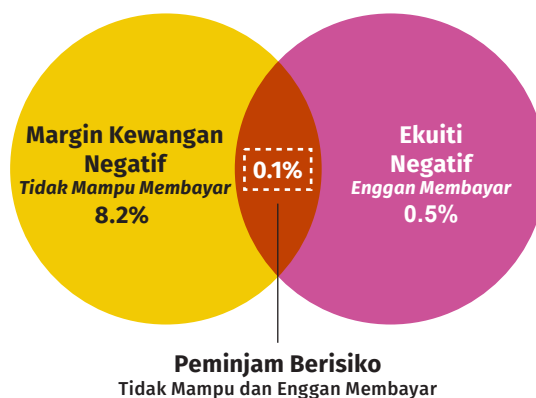 Margin Kewangan
Negatif
Tidak Mampu Membayar
8.2%
0.1%
Ekuiti
Negatif
Enggan Membayar
0.5%
Peminjam Berisiko
Tidak Mampu dan Enggan Membayar